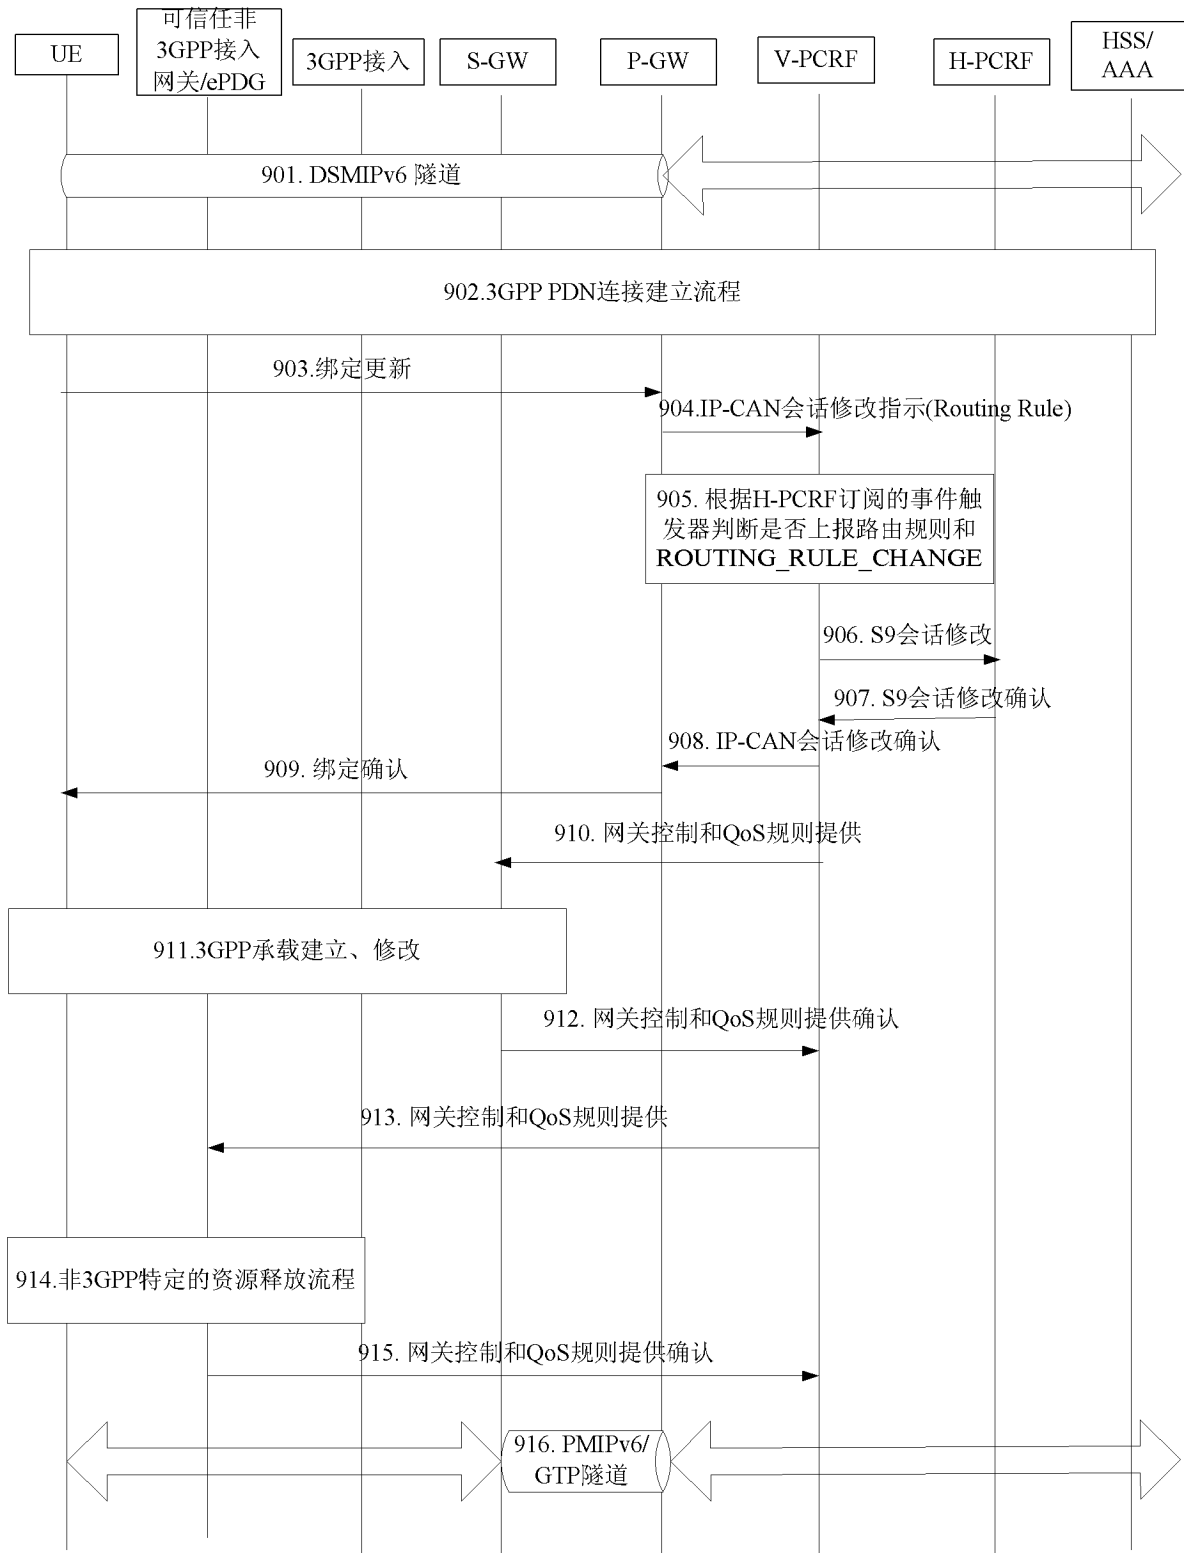 UE
可信任非
3GPP接入
网关/ePDG
3GPP接入
S-GW
P-GW
V-PCRF
H-PCRF
HSS/
AAA
901. DSMIPv6 隧道
902.3GPP PDN连接建立流程
903.绑定更新
904.IP-CAN会话修改指示(Routing Rule)
905. 根据H-PCRF订阅的事件触
发器判断是否上报路由规则和
ROUTING_RULE_CHANGE
906. S9会话修改
907. S9会话修改确认
908. IP-CAN会话修改确认
909. 绑定确认
910. 网关控制和QoS规则提供
911.3GPP承载建立、修改
912. 网关控制和QoS规则提供确认
913. 网关控制和QoS规则提供
914.非3GPP特定的资源释放流程
915. 网关控制和QoS规则提供确认
916. PMIPv6/
GTP隧道